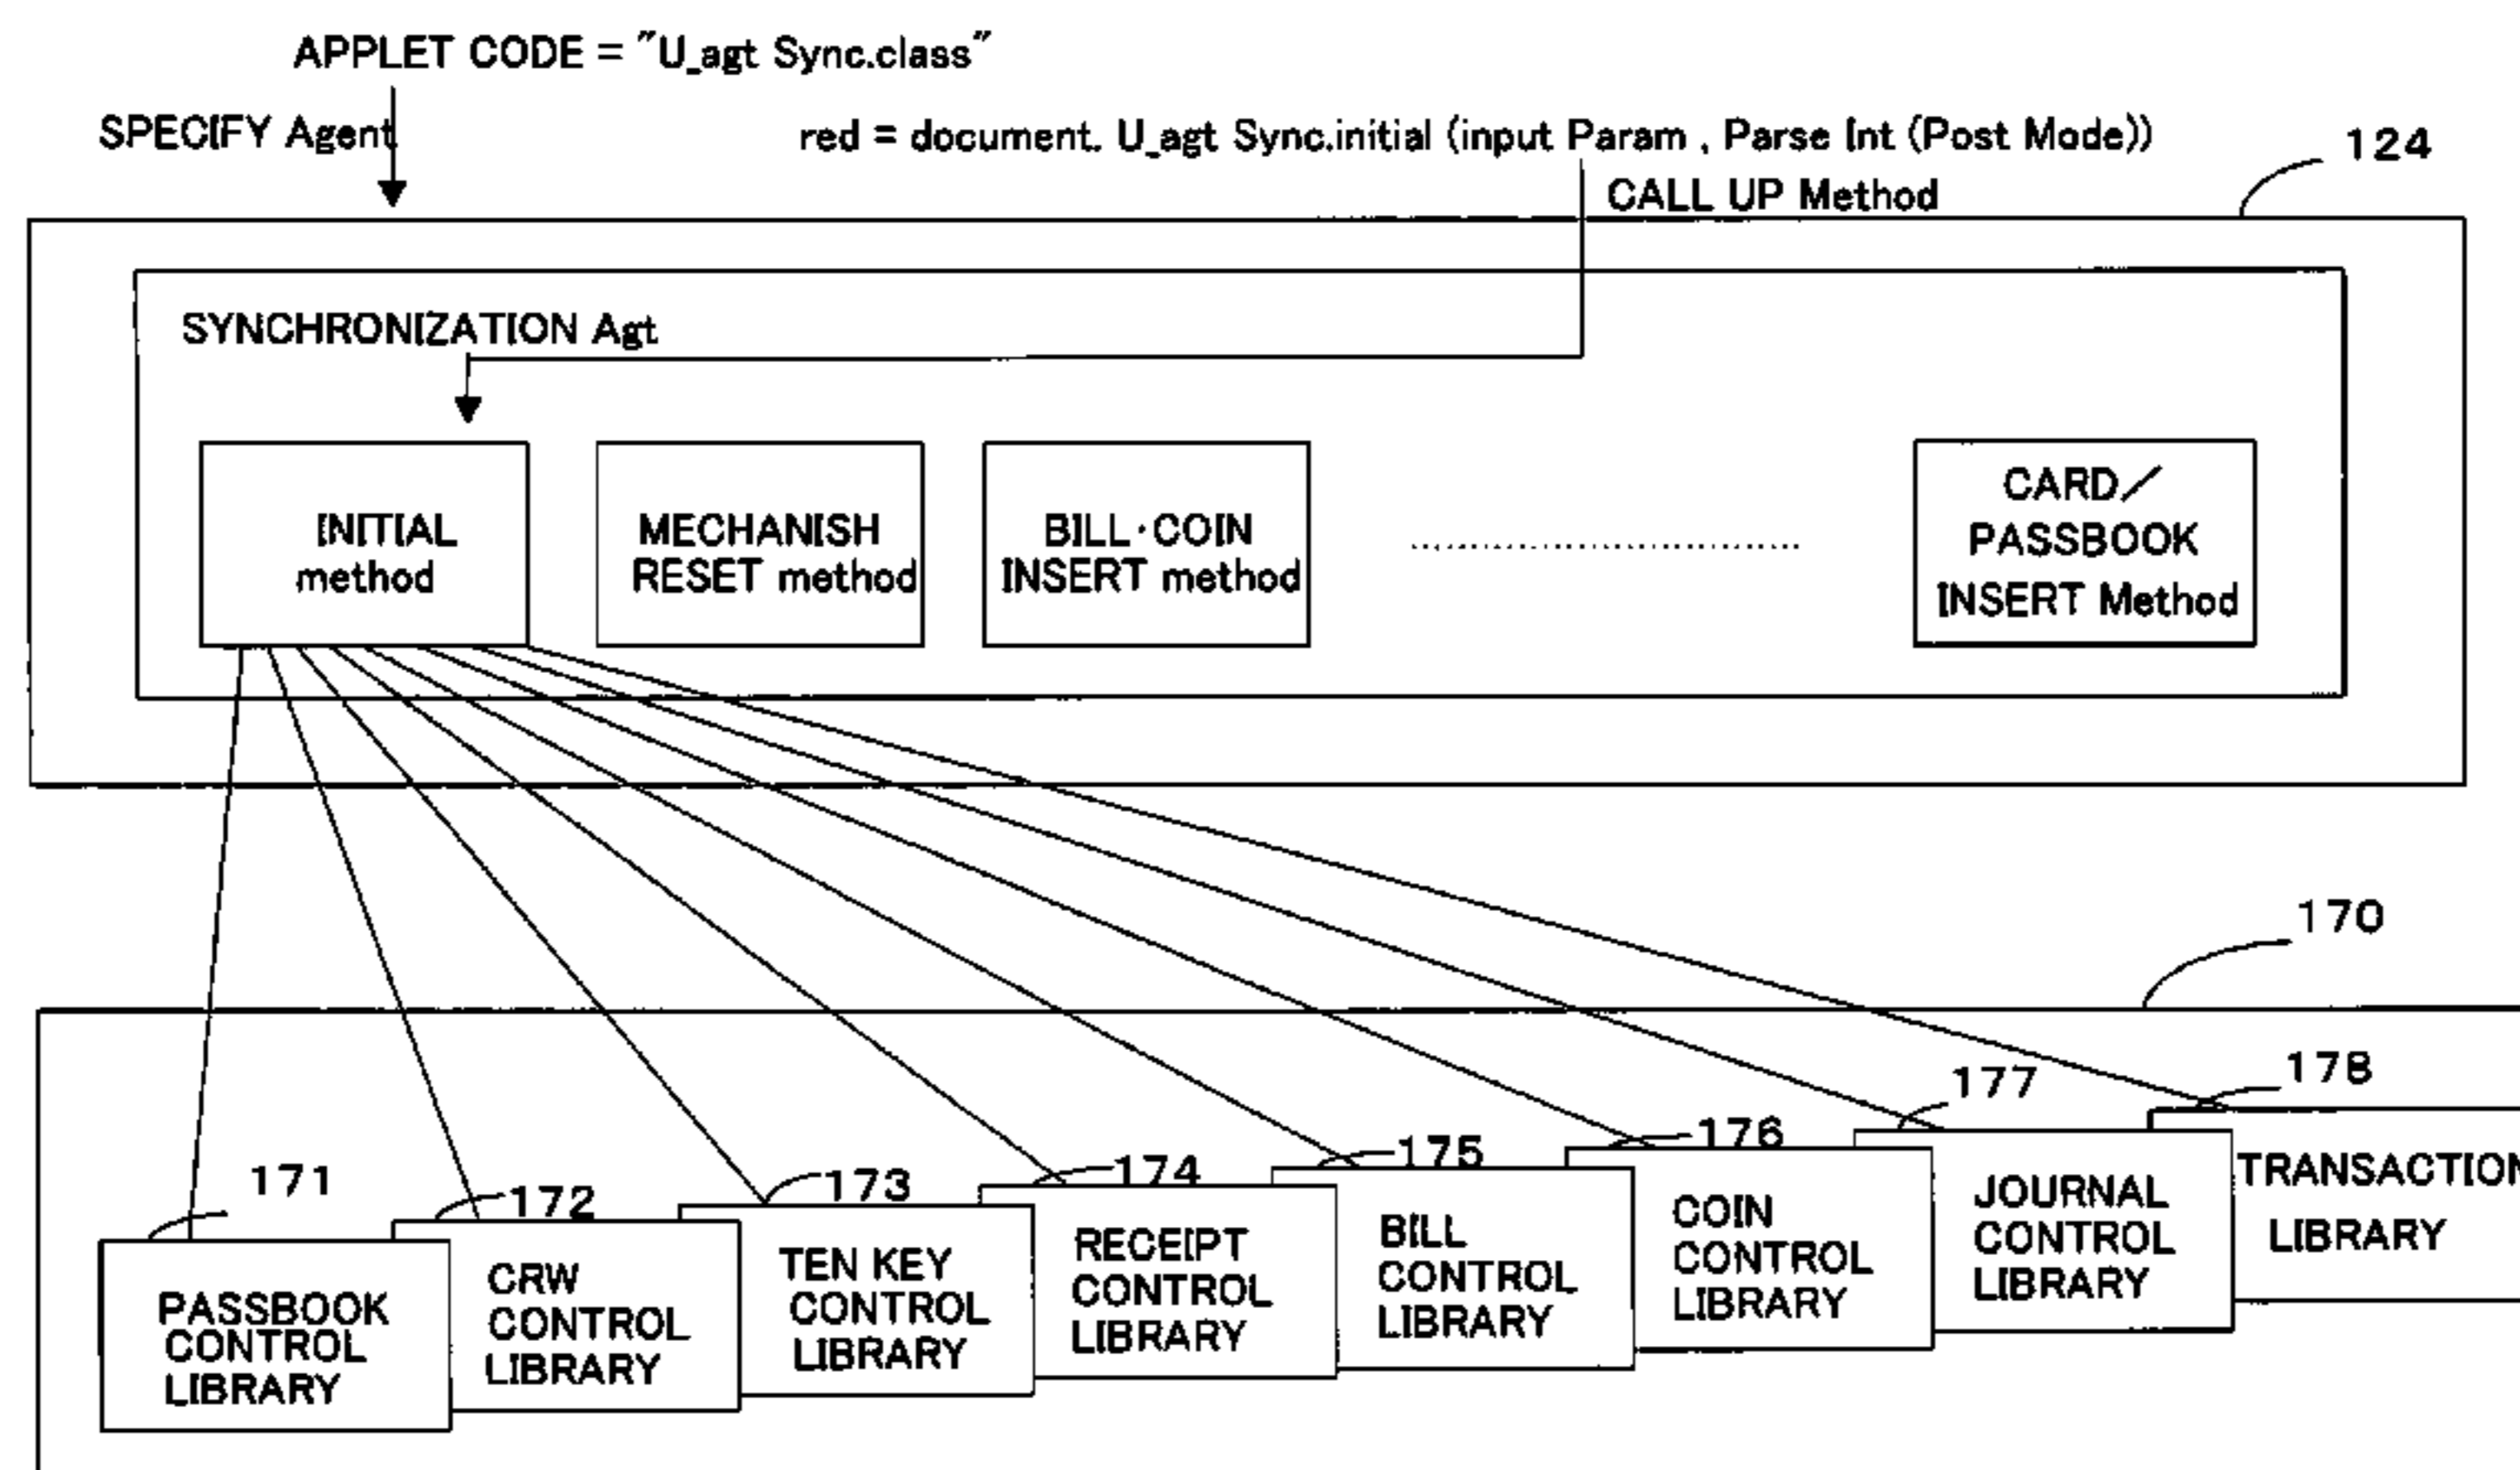 APPLET CODE = "U_agt Sync.class"
SPECIFY Agent
red = document. U_agt Sync.initial (input Param , Parse Int (Post Mode))
CALL UP Method
124
SYNCHRONIZATION Agt
INITIAL
method
MECHANISH
RESET method
BILL·COIN
INSERT method
CARD／
PASSBOOK
INSERT Method
170
171
172
173
174
175
176
177
178
PASSBOOK
CONTROL
LIBRARY
CRW
CONTROL
LIBRARY
TEN KEY
CONTROL
LIBRARY
RECEIPT
CONTROL
LIBRARY
BILL
CONTROL
LIBRARY
COIN
CONTROL
LIBRARY
JOURNAL
CONTROL
LIBRARY
TRANSACTION
LIBRARY